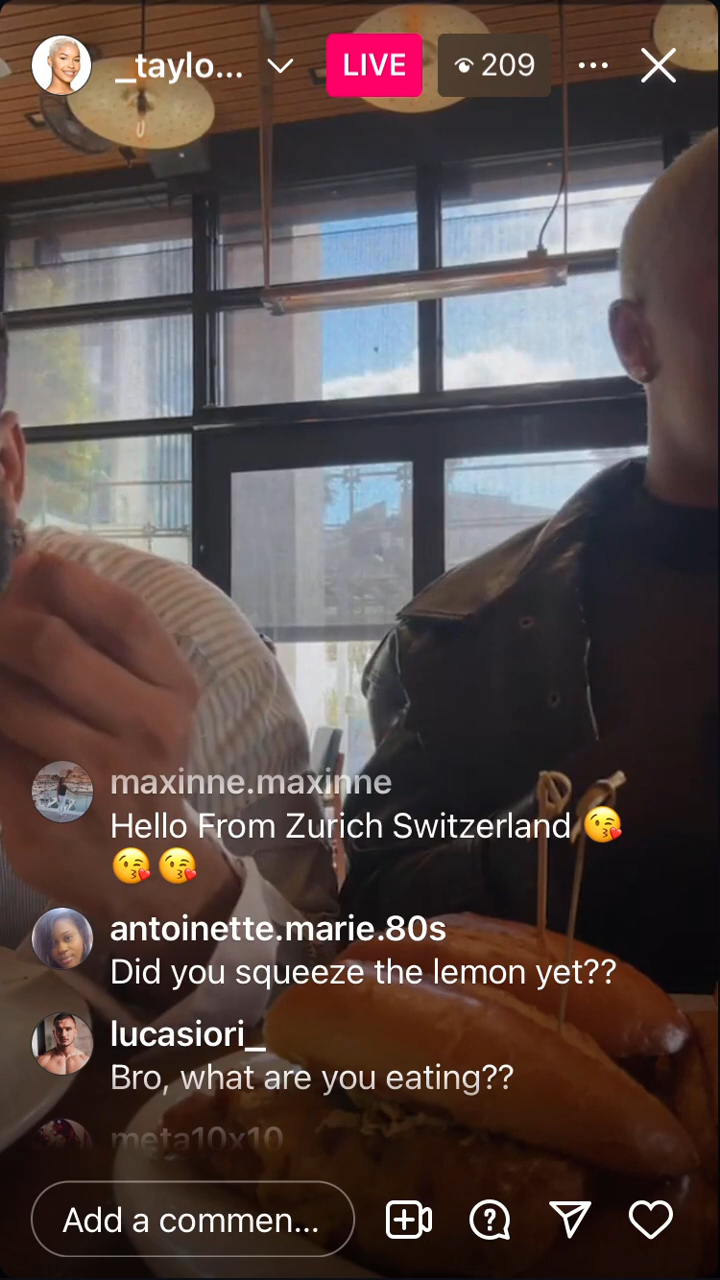 _taylo...
LIVE
209
maxinne.maxinne
Hello From Zurich Switzerland 😘
😘😘
antoinette.marie.80s
Did you squeeze the lemon yet??
lucasiori_
Bro, what are you eating??
meta10x10
Add a commen...